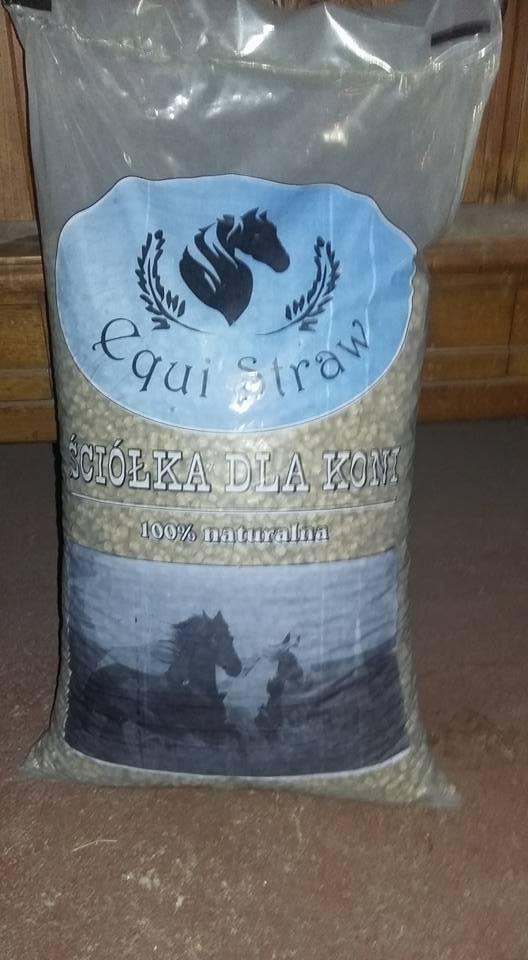 Equi Straw
ŚCIÓŁKA DLA KONI
100% naturalna